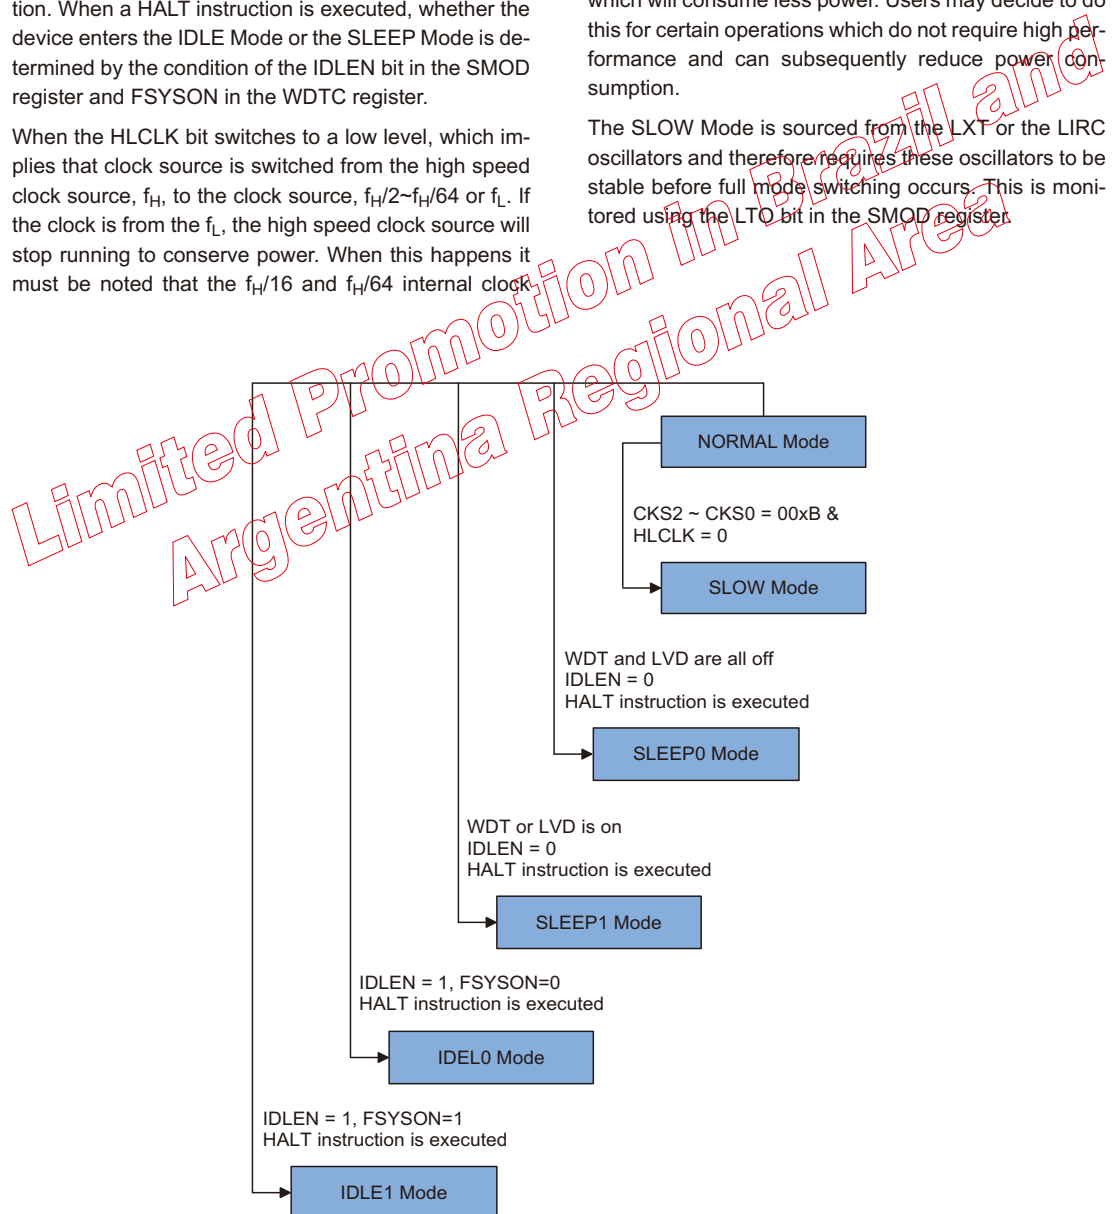 tion. When a HALT instruction is executed, whether the
device enters the IDLE Mode or the SLEEP Mode is de-
termined by the condition of the IDLEN bit in the SMOD
register and FSYSON in the WDTC register.
When the HLCLK bit switches to a low level, which im-
plies that clock source is switched from the high speed
clock source, fH, to the clock source, fH/2~fH/64 or fL. If
the clock is from the fL, the high speed clock source will
stop running to conserve power. When this happens it
must be noted that the fH/16 and fH/64 internal clock
which will consume less power. Users may decide to do
this for certain operations which do not require high per-
formance and can subsequently reduce power con-
sumption.
The SLOW Mode is sourced from the LXT or the LIRC
oscillators and therefore requires these oscillators to be
stable before full mode switching occurs. This is moni-
tored using the LTO bit in the SMOD register.
Limited Promotion in Brazil and
Argentina Regional Area
NORMAL Mode
CKS2 ~ CKS0 = 00xB &
HLCLK = 0
SLOW Mode
WDT and LVD are all off
IDLEN = 0
HALT instruction is executed
SLEEP0 Mode
WDT or LVD is on
IDLEN = 0
HALT instruction is executed
SLEEP1 Mode
IDLEN = 1, FSYSON=0
HALT instruction is executed
IDEL0 Mode
IDLEN = 1, FSYSON=1
HALT instruction is executed
IDLE1 Mode